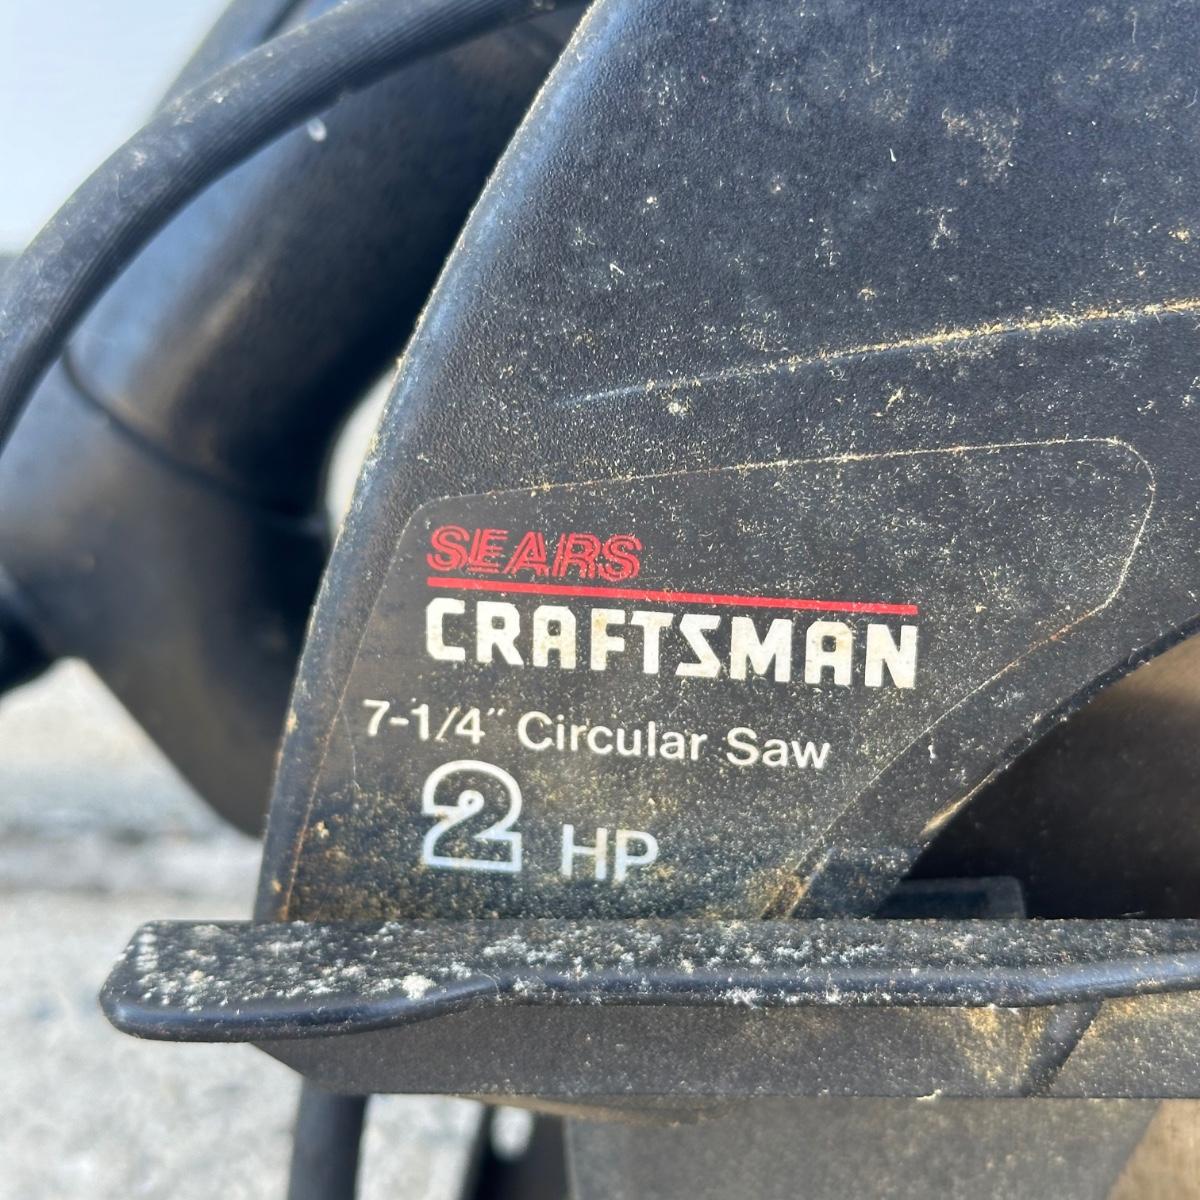 SEARS
CRAFTSMAN
7-1/4" Circular Saw
2 HP